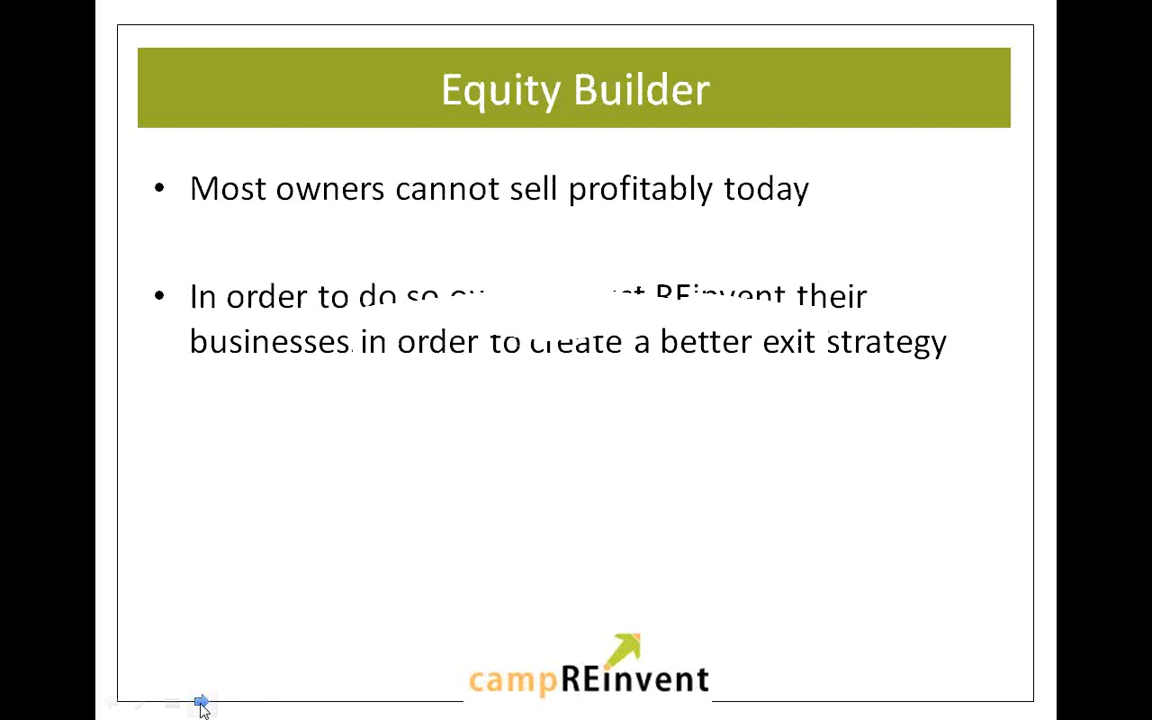 Equity Builder
• Most owners cannot sell profitably today
• In order to do so REinvent their
businesses in order to create a better exit strategy
campREinvent